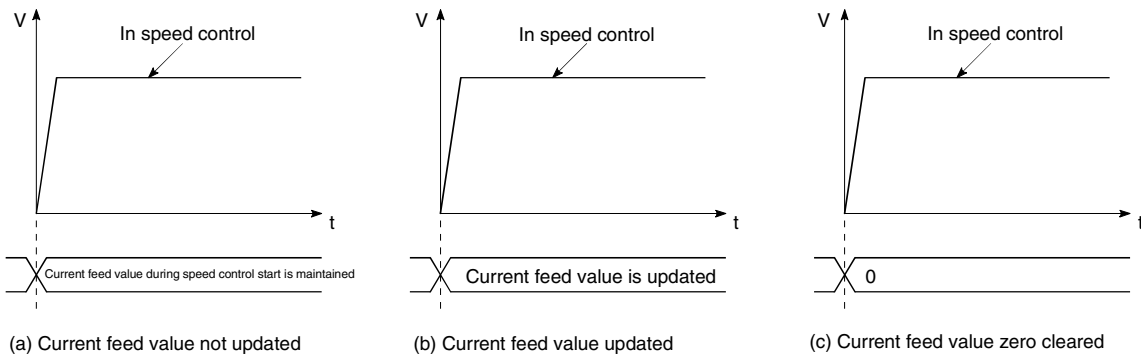 V
In speed control
t
Current feed value during speed control start is maintained
(a) Current feed value not updated
V
In speed control
t
Current feed value is updated
(b) Current feed value updated
V
In speed control
t
0
(c) Current feed value zero cleared